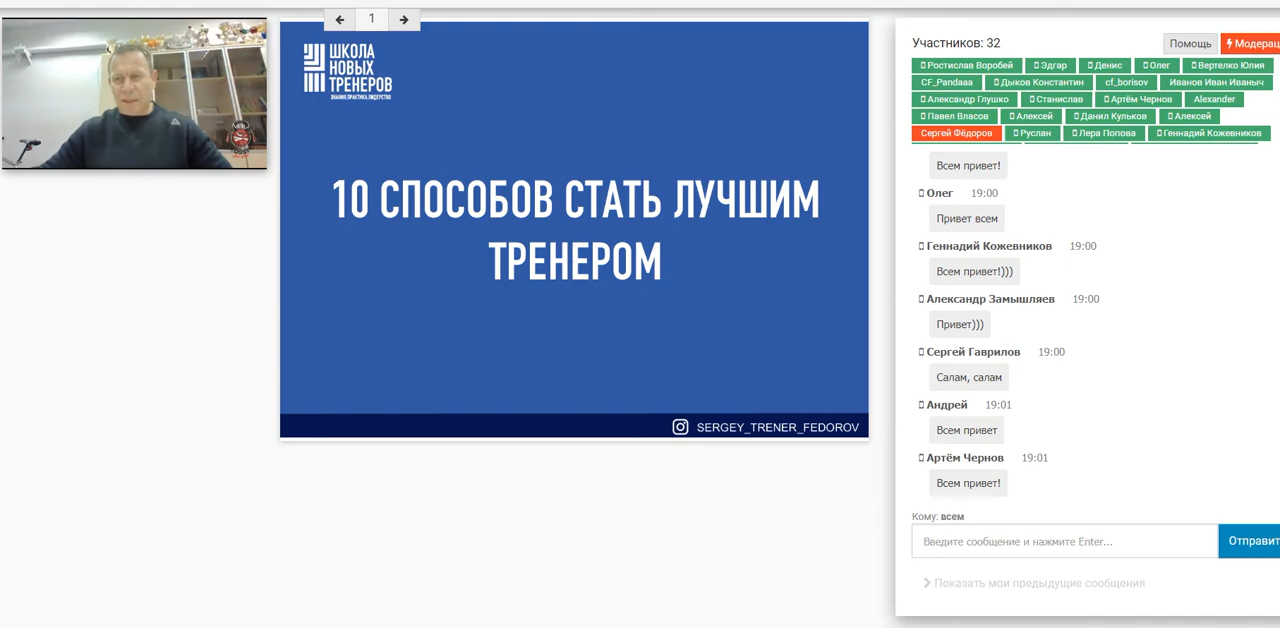 1
ШКОЛА
НОВЫХ
ТРЕНЕРОВ
ЗНАНИЯ.ПРАКТИКА.ЛИДЕРСТВО
10 СПОСОБОВ СТАТЬ ЛУЧШИМ
ТРЕНЕРОМ
SERGEY_TRENER_FEDOROV
Участников: 32
Помощь
Модерац
Ростислав Воробей Эдгар Денис Олег Вертелко Юлия
CF_Pandaaa Дыков Константин cf_borisov Иванов Иван Иваныч
Александр Глушко Станислав Артём Чернов Alexander
Павел Власов Алексей Данил Кульков Алексей
Сергей Фёдоров Руслан Лера Попова Геннадий Кожевников
Всем привет!
Олег 19:00
Привет всем
Геннадий Кожевников 19:00
Всем привет!)))
Александр Замышляев 19:00
Привет)))
Сергей Гаврилов 19:00
Салам, салам
Андрей 19:01
Всем привет
Артём Чернов 19:01
Всем привет!
Кому: всем
Введите сообщение и нажмите Enter...
Отправит
Показать мои предыдущие сообщения